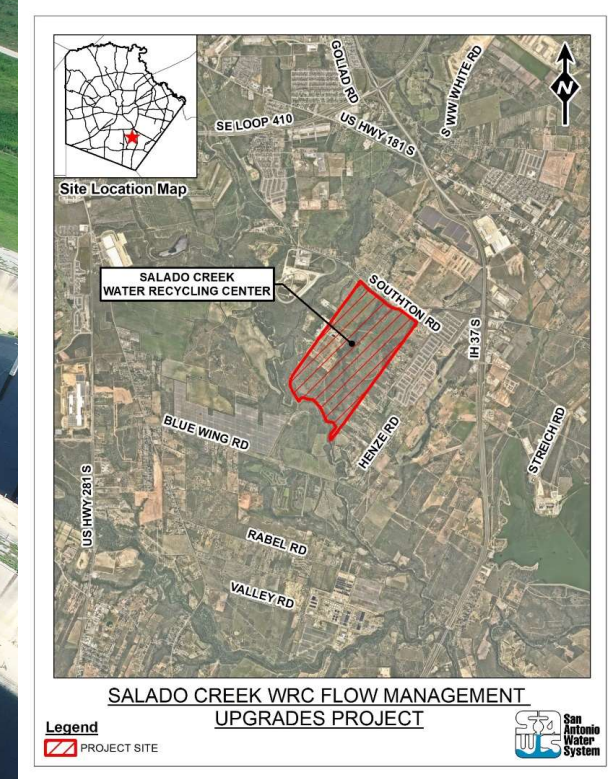 GOLIAD RD
S WW WHITE RD
N
SE LOOP 410
US HWY 181 S
Site Location Map
SALADO CREEK
WATER RECYCLING CENTER
SOUTHTON RD
IH 37 S
BLUE WING RD
HENZE RD
STREICH RD
US HWY 281 S
RABEL RD
VALLEY RD
SALADO CREEK WRC FLOW MANAGEMENT
UPGRADES PROJECT
Legend
PROJECT SITE
SAWS
San
Antonio
Water
System